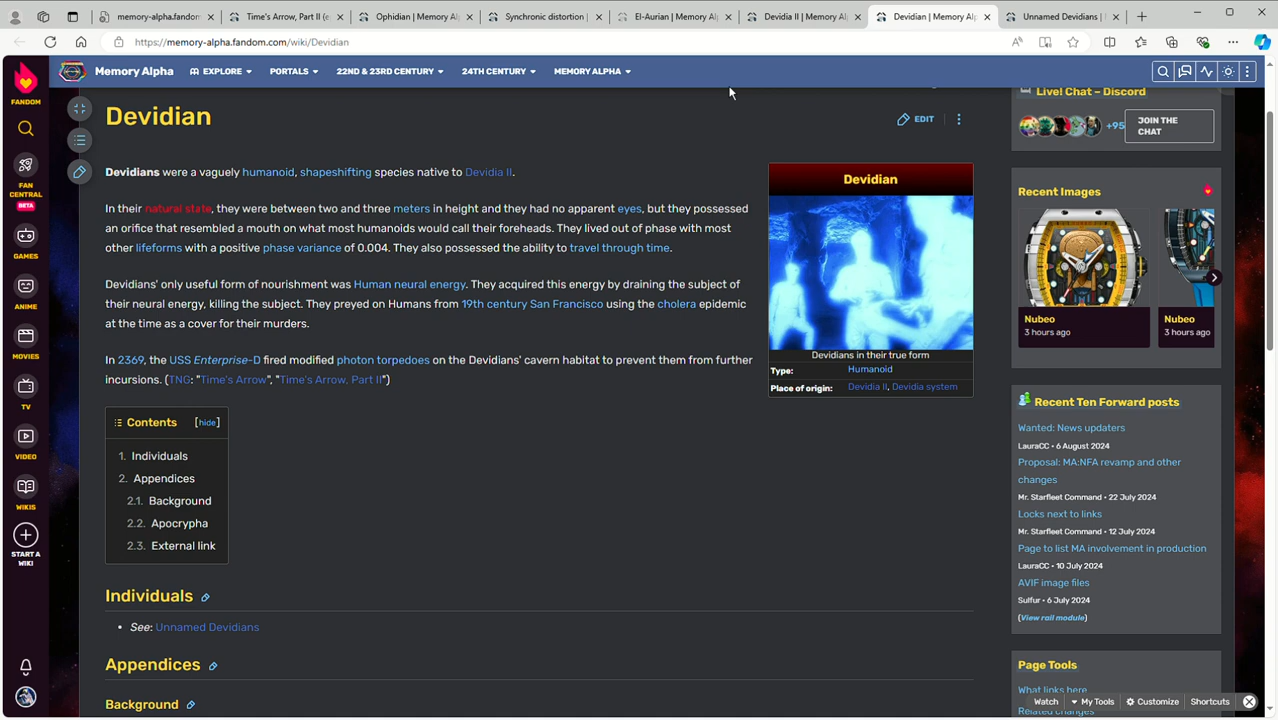 memory-alpha.fandom
Time's Arrow, Part II (e
Ophidian | Memory Al
Synchronic distortion |
El-Aurian | Memory Al
Devidia II | Memory Al
Devidian | Memory Al
Unnamed Devidians | 
https://memory-alpha.fandom.com/wiki/Devidian
FANDOM
FAN CENTRAL
BETA
GAMES
ANIME
MOVIES
TV
VIDEO
WIKIS
START A WIKI
Memory Alpha
EXPLORE
PORTALS
22ND & 23RD CENTURY
24TH CENTURY
MEMORY ALPHA
Devidian
EDIT
Devidians were a vaguely humanoid, shapeshifting species native to Devidia II.
In their natural state, they were between two and three meters in height and they had no apparent eyes, but they possessed
an orifice that resembled a mouth on what most humanoids would call their foreheads. They lived out of phase with most
other lifeforms with a positive phase variance of 0.004. They also possessed the ability to travel through time.
Devidians' only useful form of nourishment was Human neural energy. They acquired this energy by draining the subject of
their neural energy, killing the subject. They preyed on Humans from 19th century San Francisco using the cholera epidemic
at the time as a cover for their murders.
In 2369, the USS Enterprise-D fired modified photon torpedoes on the Devidians' cavern habitat to prevent them from further
incursions. (TNG: "Time's Arrow", "Time's Arrow, Part II")
Devidian
Devidians in their true form
Type: Humanoid
Place of origin: Devidia II, Devidia system
Contents [hide]
1. Individuals
2. Appendices
2.1. Background
2.2. Apocrypha
2.3. External link
Individuals
• See: Unnamed Devidians
Appendices
Background
Live! Chat – Discord
+95
JOIN THE CHAT
Recent Images
Nubeo
3 hours ago
Nubeo
3 hours ago
Recent Ten Forward posts
Wanted: News updaters
LauraCC • 6 August 2024
Proposal: MA:NFA revamp and other
changes
Mr. Starfleet Command • 22 July 2024
Locks next to links
Mr. Starfleet Command • 12 July 2024
Page to list MA involvement in production
LauraCC • 10 July 2024
AVIF image files
Sulfur • 6 July 2024
(View rail module)
Page Tools
What links here
Related changes
Watch
My Tools
Customize
Shortcuts